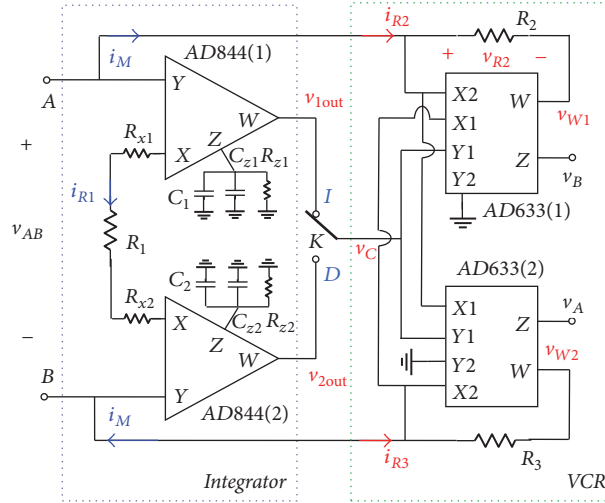 i_R2
R_2
i_M
AD844(1)
+
v_R2
−
A
Y
v_1out
X2
W
W
X1
v_W1
R_x1
X
Z
C_z1
R_z1
Y1
Z
+
Y2
v_B
i_R1
C_1
I
AD633(1)
v_AB
R_1
K
v_C
AD633(2)
C_2
D
R_x2
X1
v_A
X
C_z2
R_z2
Y1
Z
−
Z
Y2
v_W2
W
X2
W
B
Y
v_2out
AD844(2)
i_M
i_R3
R_3
Integrator
VCR